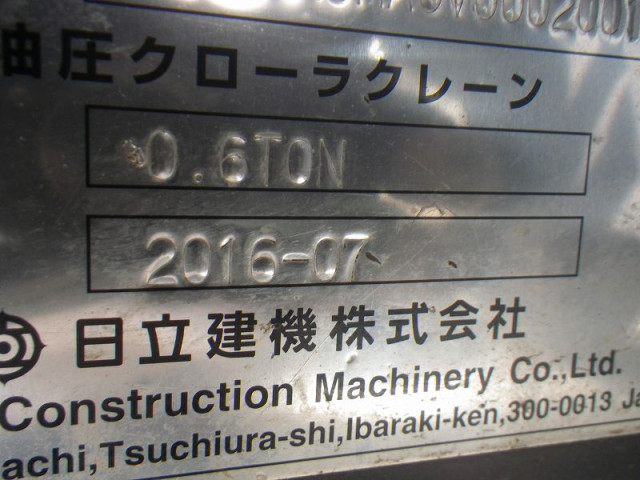 油圧クローラクレーン
0.6TON
2016-07
日立建機株式会社
Construction Machinery Co.,Ltd.
achi,Tsuchiura-shi,Ibaraki-ken,300-0013 Ja